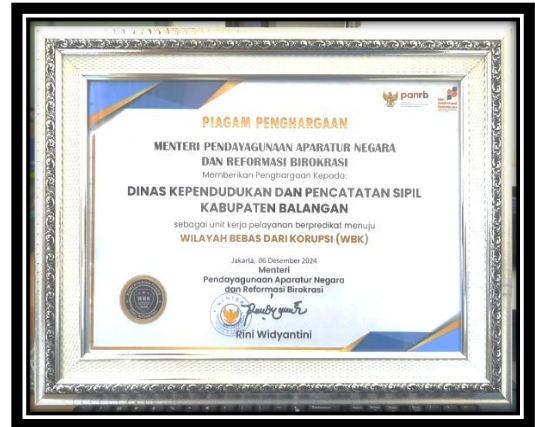 panrb
PIAGAM PENGHARGAAN
MENTERI PENDAYAGUNAAN APARATUR NEGARA
DAN REFORMASI BIROKRASI
Memberikan Penghargaan Kepada:
DINAS KEPENDUDUKAN DAN PENCATATAN SIPIL
KABUPATEN BALANGAN
sebagai unit kerja pelayanan berpredikat menuju
WILAYAH BEBAS DARI KORUPSI (WBK)
Jakarta, 06 Desember 2024
Menteri
Pendayagunaan Aparatur Negara
dan Reformasi Birokrasi
MENTERI
WBK
Rini Widyantini